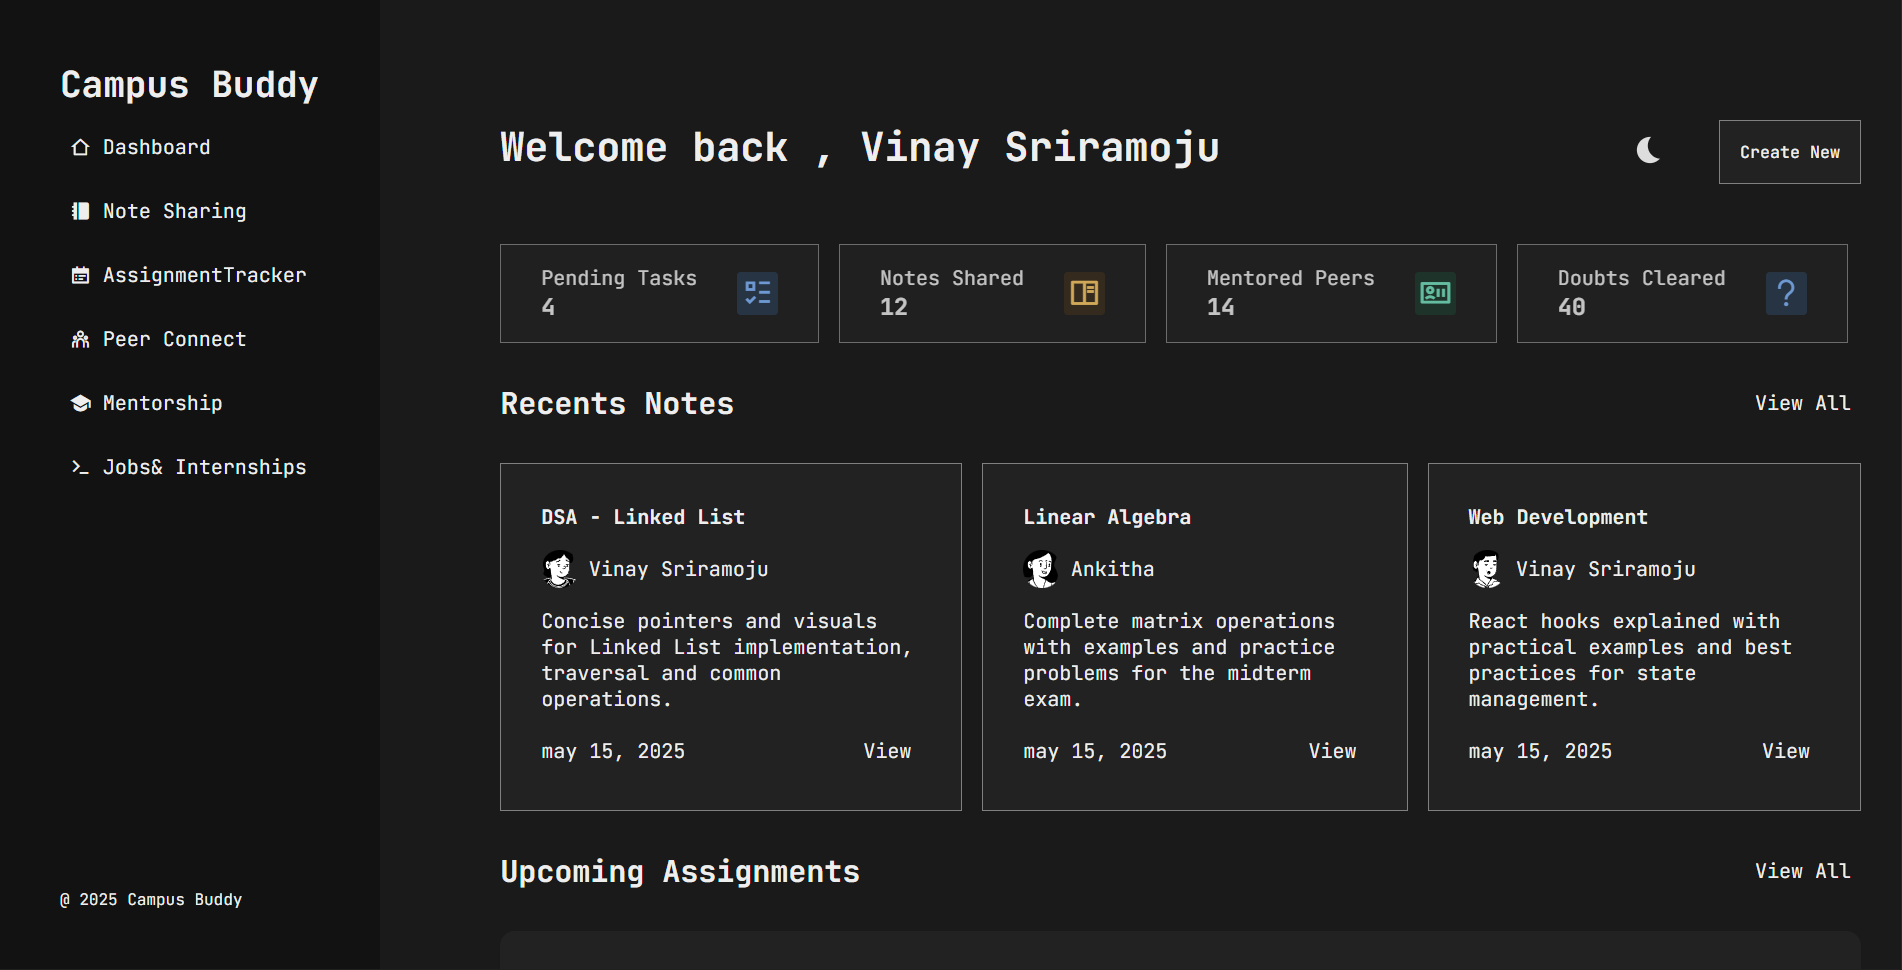 Campus Buddy
Dashboard
Note Sharing
AssignmentTracker
Peer Connect
Mentorship
Jobs& Internships
@ 2025 Campus Buddy
Welcome back , Vinay Sriramoju
Create New
Pending Tasks
4
Notes Shared
12
Mentored Peers
14
Doubts Cleared
40
Recents Notes
View All
DSA - Linked List
Vinay Sriramoju
Concise pointers and visuals
for Linked List implementation,
traversal and common
operations.
may 15, 2025
View
Linear Algebra
Ankitha
Complete matrix operations
with examples and practice
problems for the midterm
exam.
may 15, 2025
View
Web Development
Vinay Sriramoju
React hooks explained with
practical examples and best
practices for state
management.
may 15, 2025
View
Upcoming Assignments
View All